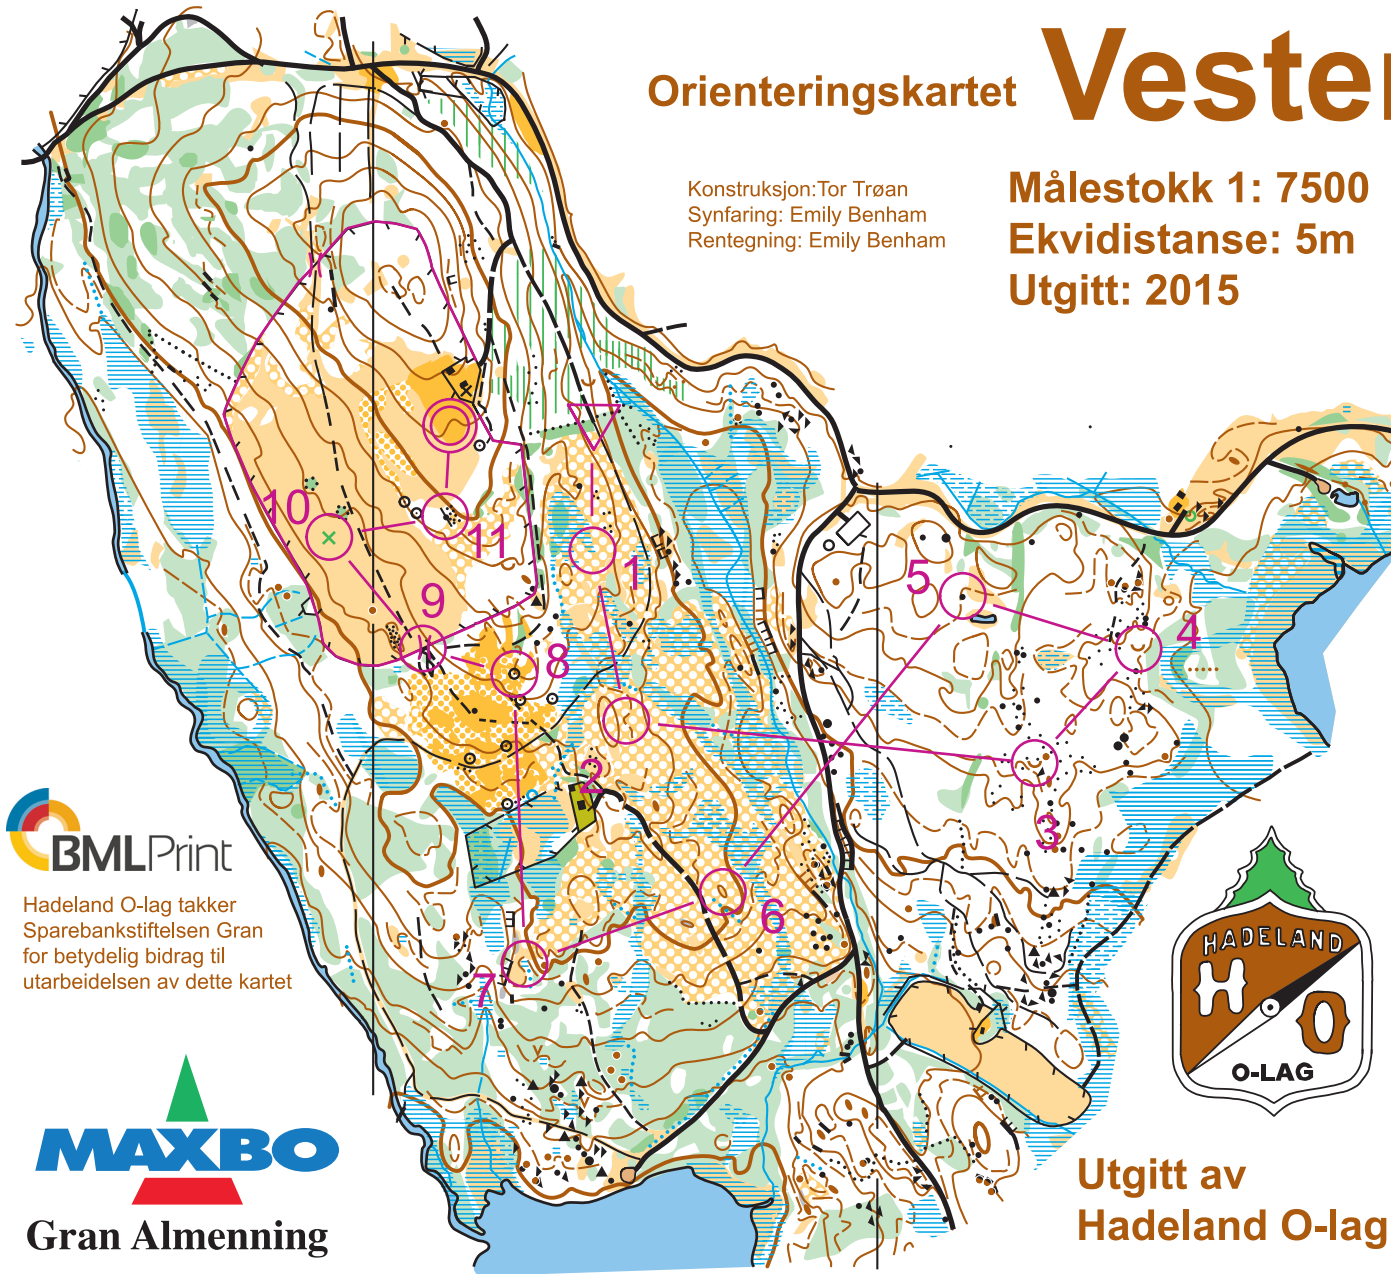 Orienteringskartet Vester
Konstruksjon:Tor Trøan
Synfaring: Emily Benham
Rentegning: Emily Benham
Målestokk 1: 7500
Ekvidistanse: 5m
Utgitt: 2015
10
11
1
9
8
5
4
2
3
6
7
BMLPrint
Hadeland O-lag takker
Sparebankstiftelsen Gran
for betydelig bidrag til
utarbeidelsen av dette kartet
MAXBO
Gran Almenning
HADELAND
H O
O-LAG
Utgitt av
Hadeland O-lag